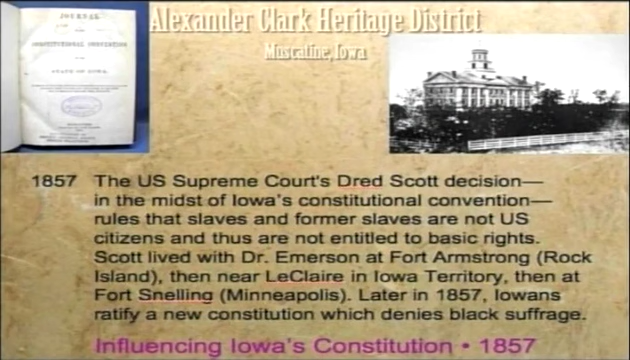 Alexander Clark Heritage District
Muscatine, Iowa
JOURNAL
CONSTITUTIONAL CONVENTION
STATE OF IOWA,
1857 The US Supreme Court's Dred Scott decision—
in the midst of Iowa's constitutional convention—
rules that slaves and former slaves are not US
citizens and thus are not entitled to basic rights.
Scott lived with Dr. Emerson at Fort Armstrong (Rock
Island), then near LeClaire in Iowa Territory, then at
Fort Snelling (Minneapolis). Later in 1857, Iowans
ratify a new constitution which denies black suffrage.
Influencing Iowa's Constitution • 1857